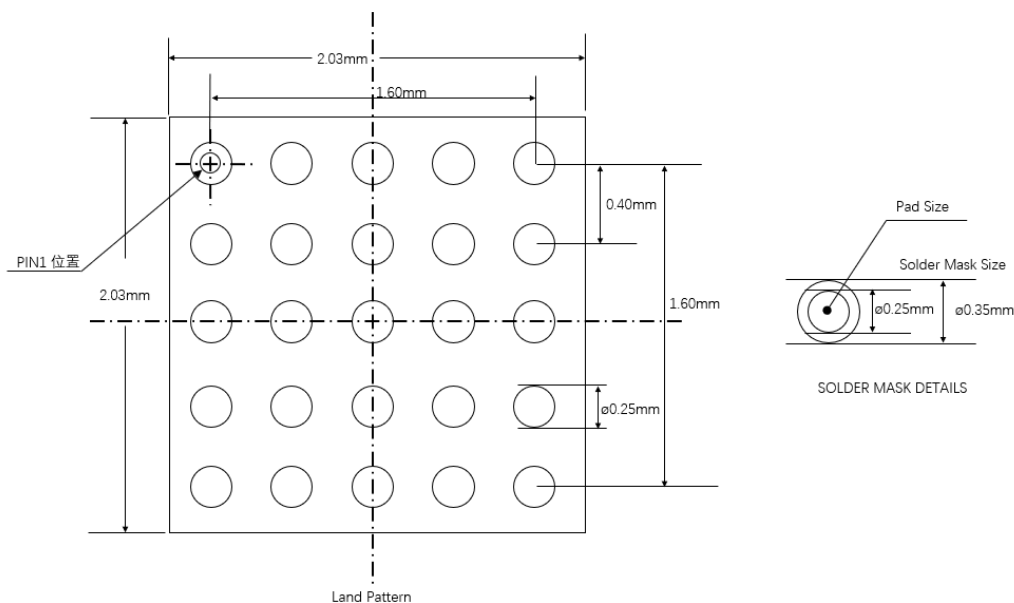 2.03mm
1.60mm
0.40mm
Pad Size
PIN1 位置
Solder Mask Size
2.03mm
1.60mm
ø0.25mm
ø0.35mm
SOLDER MASK DETAILS
ø0.25mm
Land Pattern